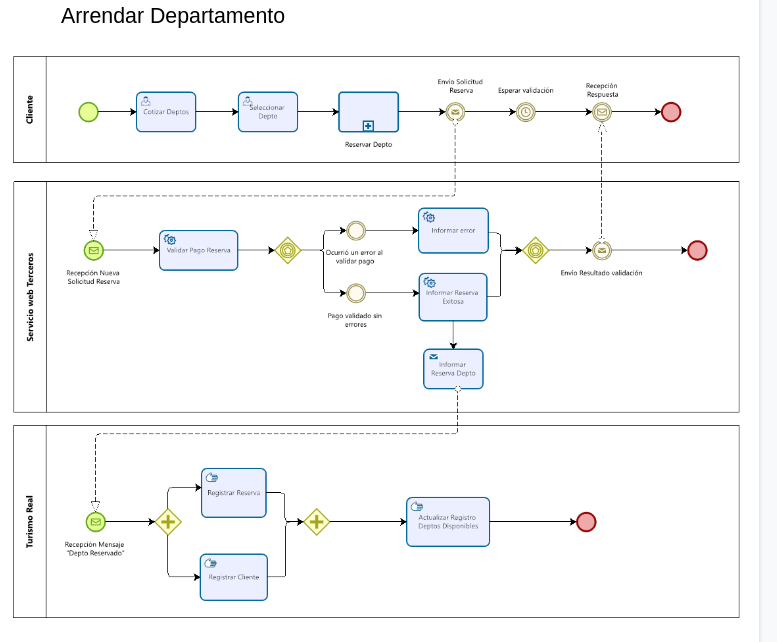 Arrendar Departamento
Cliente
Cotizar Deptos
Seleccionar
Depto
Reservar Depto
Envío Solicitud
Reserva
Esperar validación
Recepción
Respuesta
Servicio web Terceros
Recepción Nueva
Solicitud Reserva
Validar Pago Reserva
Ocurrió un error al
validar pago
Pago validado sin
errores
Informar error
Informar Reserva
Exitosa
Informar
Reserva Depto
Envío Resultado validación
Turismo Real
Recepción Mensaje
"Depto Reservado"
Registrar Reserva
Registrar Cliente
Actualizar Registro
Deptos Disponibles